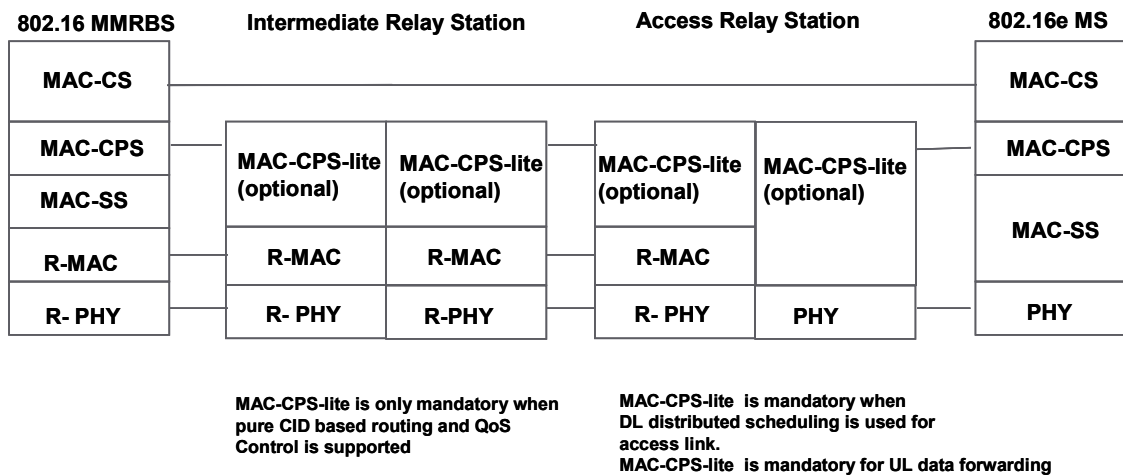 802.16 MMRBS
Intermediate Relay Station
Access Relay Station
802.16e MS
MAC-CS
MAC-CS
MAC-CPS
MAC-CPS-lite
(optional)
MAC-CPS-lite
(optional)
MAC-CPS-lite
(optional)
MAC-CPS-lite
(optional)
MAC-CPS
MAC-SS
MAC-SS
R-MAC
R-MAC
R-MAC
R-MAC
R- PHY
R- PHY
R-PHY
R- PHY
PHY
PHY
MAC-CPS-lite is only mandatory when
pure CID based routing and QoS
Control is supported
MAC-CPS-lite is mandatory when
DL distributed scheduling is used for
access link.
MAC-CPS-lite is mandatory for UL data forwarding